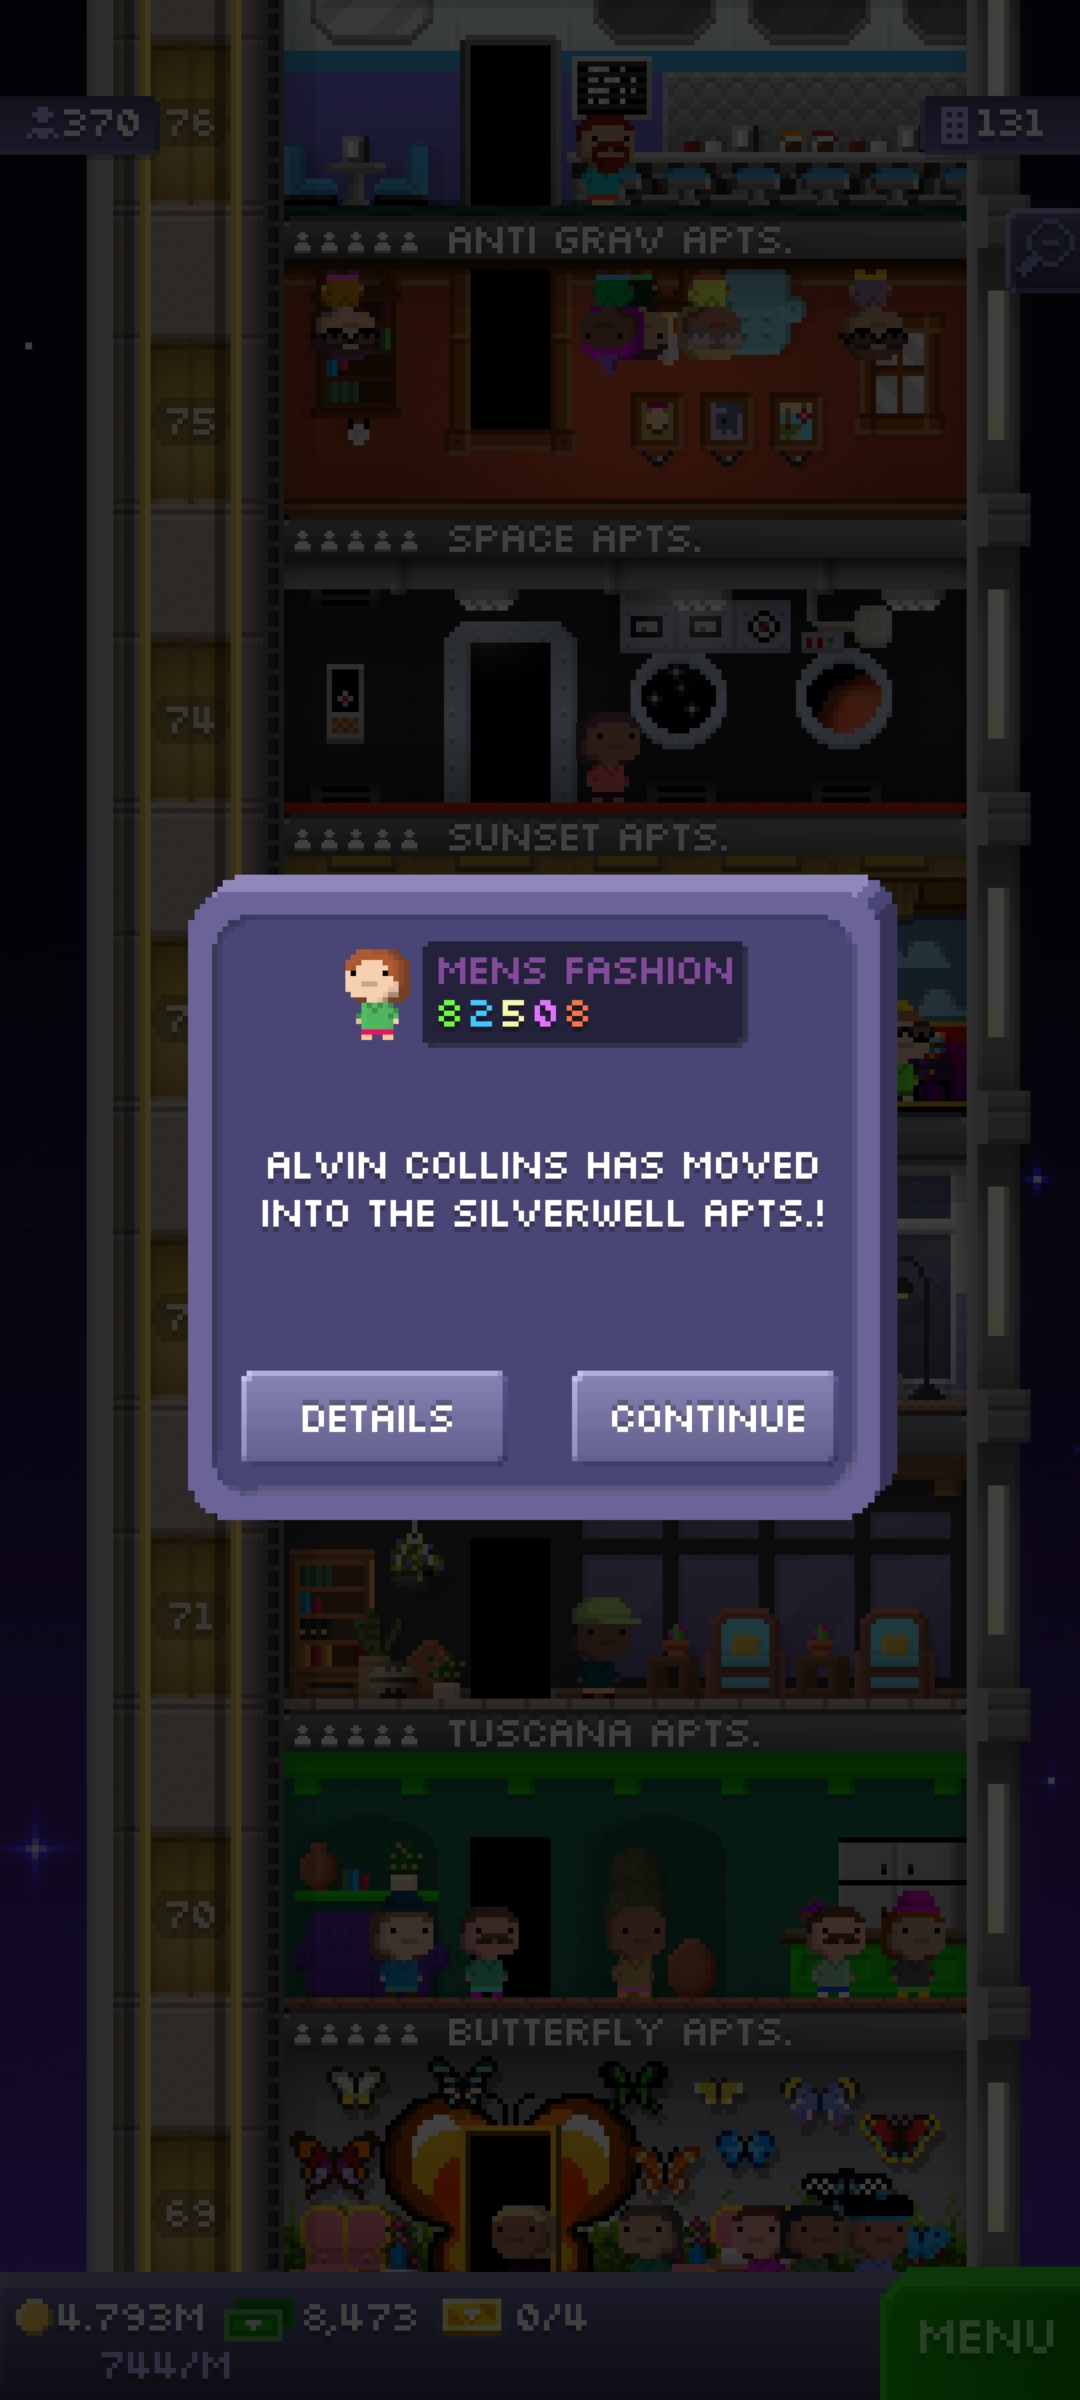 370
76
131
ANTI GRAV APTS.
75
SPACE APTS.
74
SUNSET APTS.
MENS FASHION
82508
7
ALVIN COLLINS HAS MOVED
INTO THE SILVERWELL APTS.!
7
DETAILS
CONTINUE
71
TUSCANA APTS.
70
BUTTERFLY APTS.
69
4.793M
8,473
0/4
MENU
744/M